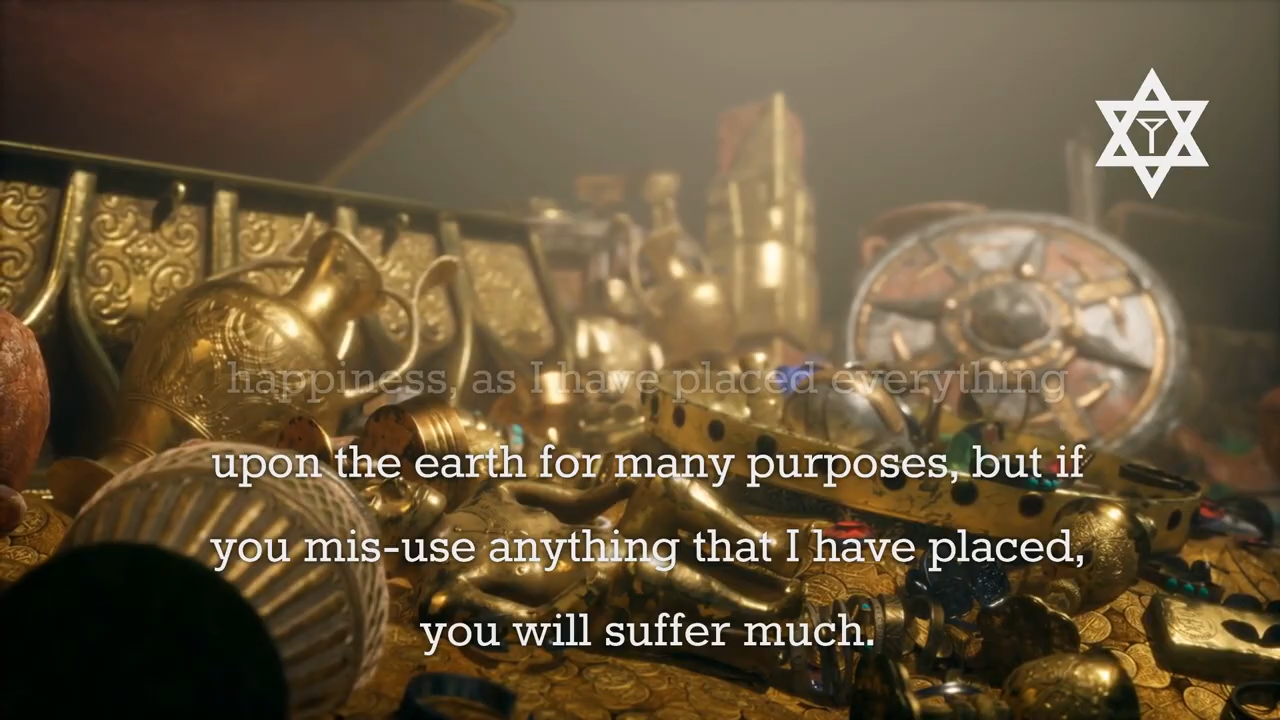 happiness, as I have placed everything
upon the earth for many purposes, but if
you mis-use anything that I have placed,
you will suffer much.